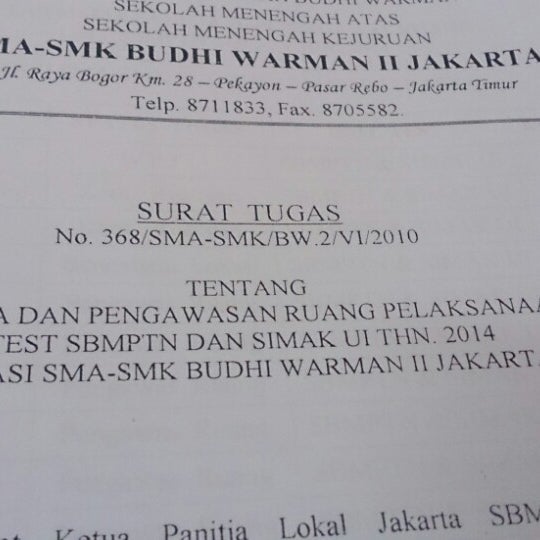 SEKOLAH MENENGAH ATAS
SEKOLAH MENENGAH KEJURUAN
MA-SMK BUDHI WARMAN II JAKARTA
Jl. Raya Bogor Km. 28 – Pekayon – Pasar Rebo – Jakarta Timur
Telp. 8711833, Fax. 8705582.
SURAT TUGAS
No. 368/SMA-SMK/BW.2/VI/2010
TENTANG
A DAN PENGAWASAN RUANG PELAKSANAA
TEST SBMPTN DAN SIMAK UI THN. 2014
ASI SMA-SMK BUDHI WARMAN II JAKARTA
Ketua Panitia Lokal Jakarta SBM